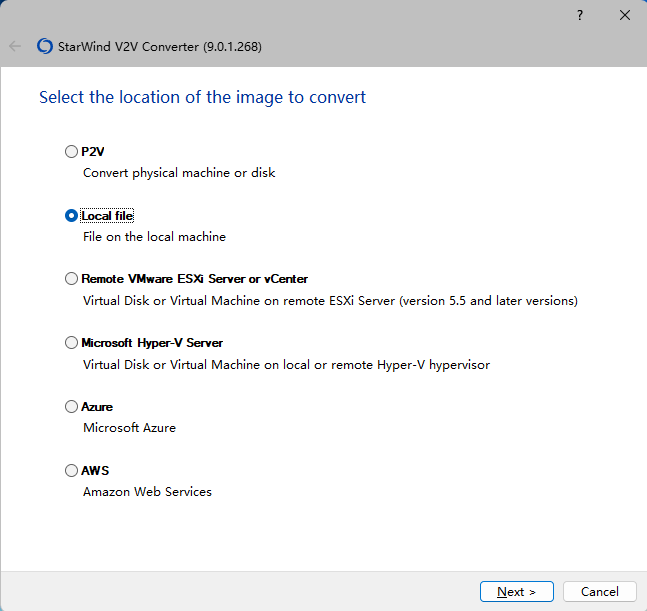 ?
StarWind V2V Converter (9.0.1.268)
Select the location of the image to convert
P2V
Convert physical machine or disk
Local file
File on the local machine
Remote VMware ESXi Server or vCenter
Virtual Disk or Virtual Machine on remote ESXi Server (version 5.5 and later versions)
Microsoft Hyper-V Server
Virtual Disk or Virtual Machine on local or remote Hyper-V hypervisor
Azure
Microsoft Azure
AWS
Amazon Web Services
Next >
Cancel